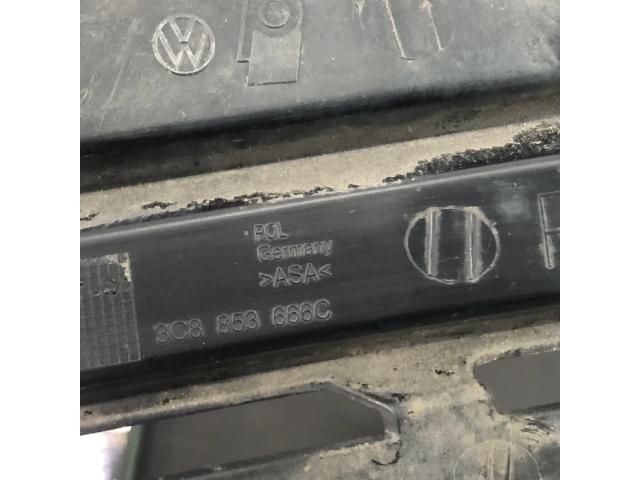 POL
Germany
>ASA<
3C8 853 666C